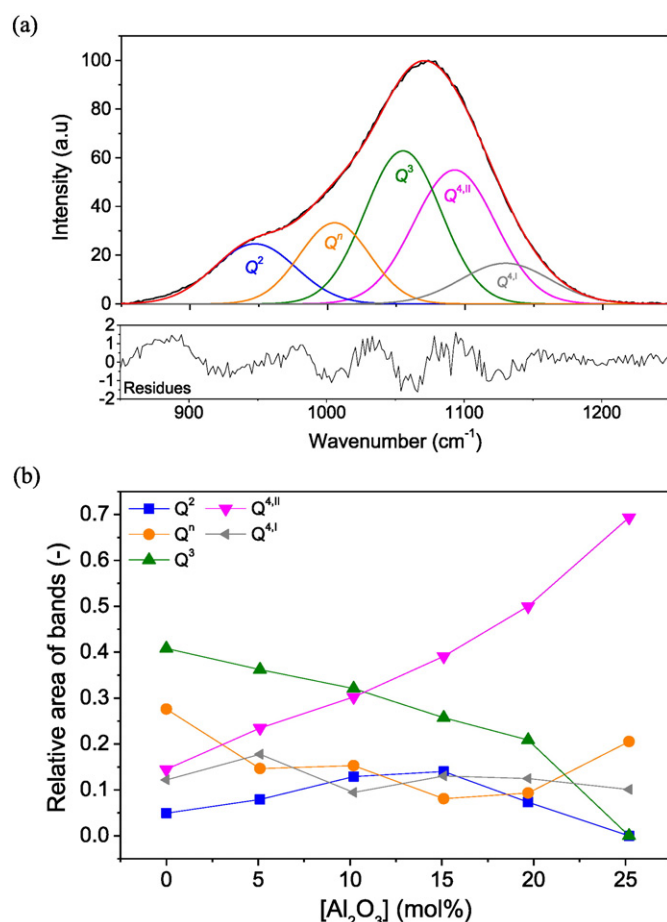 (a)
100
80
60
40
20
0
Intensity (a.u)
Q²
Qⁿ
Q³
Q⁴,ᴵᴵ
Q⁴,ᴵ
2
1
0
-1
-2
Residues
900 1000 1100 1200
Wavenumber (cm⁻¹)
(b)
Q² Q⁴,ᴵᴵ
Qⁿ Q⁴,ᴵ
Q³
0.7
0.6
0.5
0.4
0.3
0.2
0.1
0.0
Relative area of bands (-)
0 5 10 15 20 25
[Al₂O₃] (mol%)